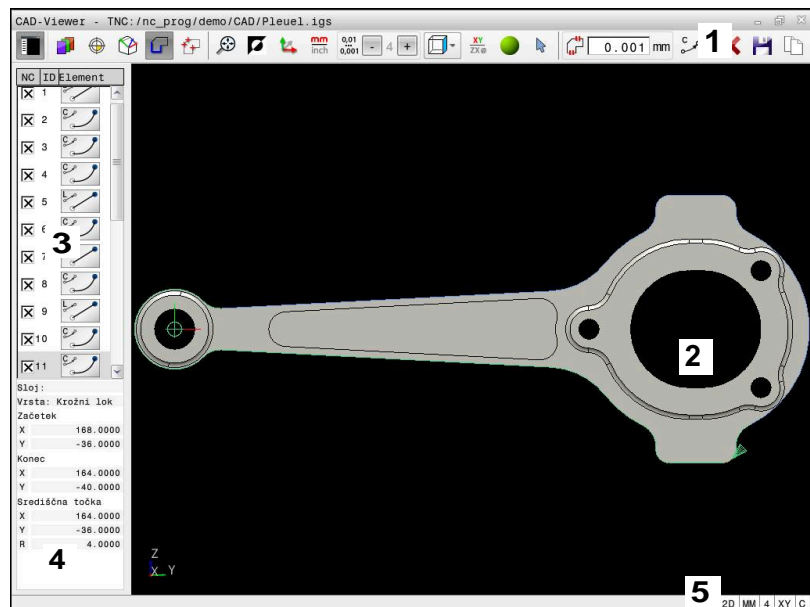 CAD-Viewer - TNC:/nc_prog/demo/CAD/Pleuel.igs
mm
inch
0,01
0,001
- 4 +
XY
ZX
0.001 mm
C
1
NC ID Element
1
2 C
3 C
4 C
5 L
6 C
7
8 C
9 L
10 C
11 C
3
Sloj:
Vrsta: Krožni lok
Začetek
X 168.0000
Y -36.0000
Konec
X 164.0000
Y -40.0000
Središčna točka
X 164.0000
Y -36.0000
R 4.0000
4
2
Z
X Y
5
2D MM 4 XY C